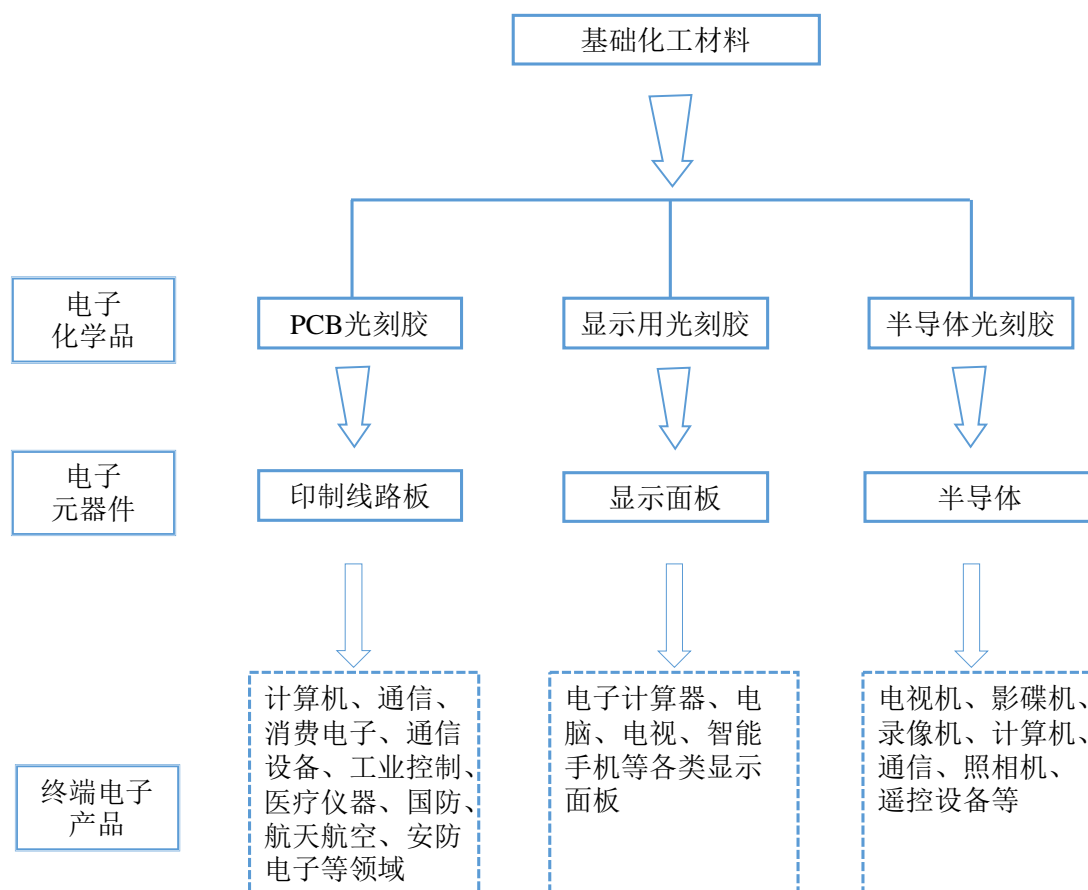 基础化工材料
电子
化学品
PCB光刻胶
显示用光刻胶
半导体光刻胶
电子
元器件
印制线路板
显示面板
半导体
终端电子
产品
计算机、通信、
消费电子、通信
设备、工业控制、
医疗仪器、国防、
航天航空、安防
电子等领域
电子计算器、电
脑、电视、智能
手机等各类显示
面板
电视机、影碟机、
录像机、计算机、
通信、照相机、
遥控设备等